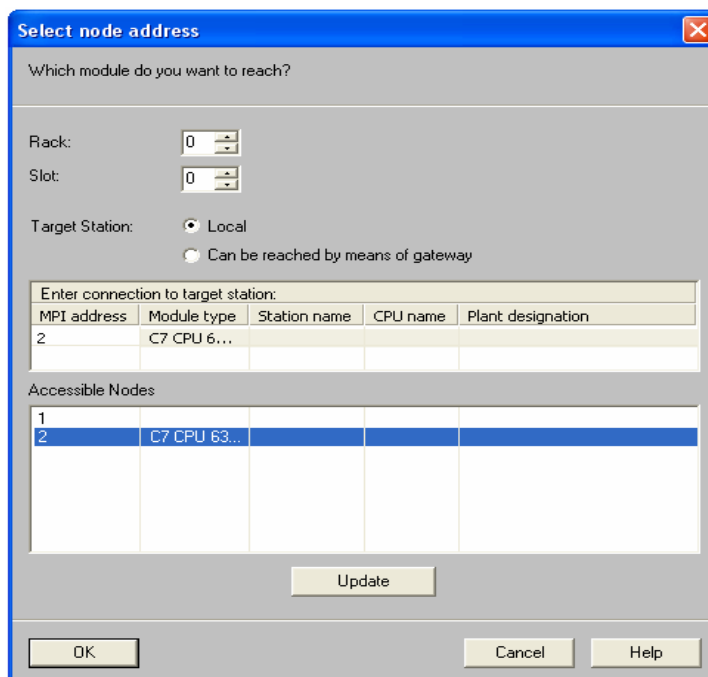 Select node address
Which module do you want to reach?
Rack: 0
Slot: 0
Target Station: Local
Can be reached by means of gateway
Enter connection to target station:
MPI address Module type Station name CPU name Plant designation
2 C7 CPU 6...
Accessible Nodes
1
2 C7 CPU 63...
Update
OK Cancel Help